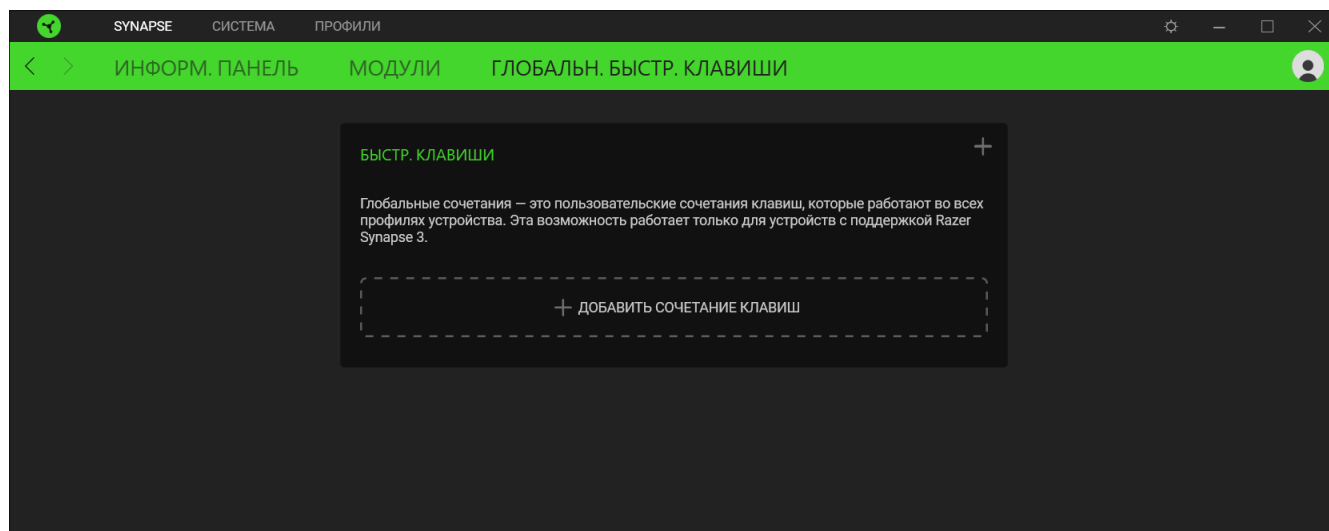 SYNAPSE СИСТЕМА ПРОФИЛИ
ИНФОРМ. ПАНЕЛЬ МОДУЛИ ГЛОБАЛЬН. БЫСТР. КЛАВИШИ
БЫСТР. КЛАВИШИ
Глобальные сочетания — это пользовательские сочетания клавиш, которые работают во всех
профилях устройства. Эта возможность работает только для устройств с поддержкой Razer
Synapse 3.
ДОБАВИТЬ СОЧЕТАНИЕ КЛАВИШ